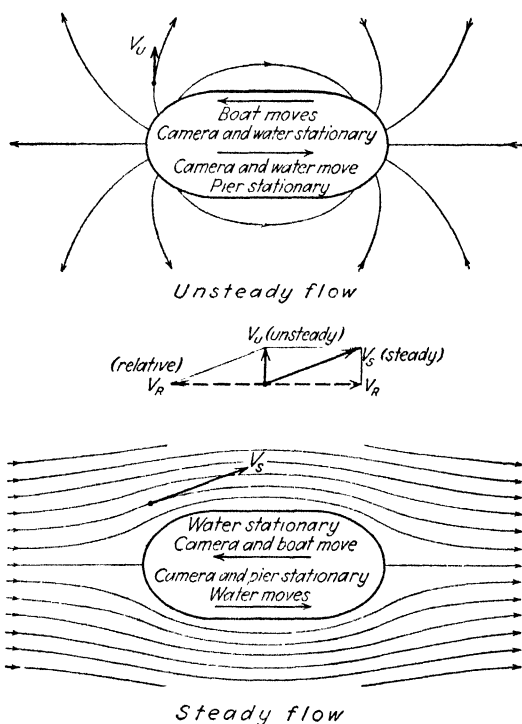 V_U
Boat moves
Camera and water stationary
Camera and water move
Pier stationary
Unsteady flow
V_U (unsteady)
(relative)
V_S (steady)
V_R
V_R
V_S
Water stationary
Camera and boat move
Camera and pier stationary
Water moves
Steady flow